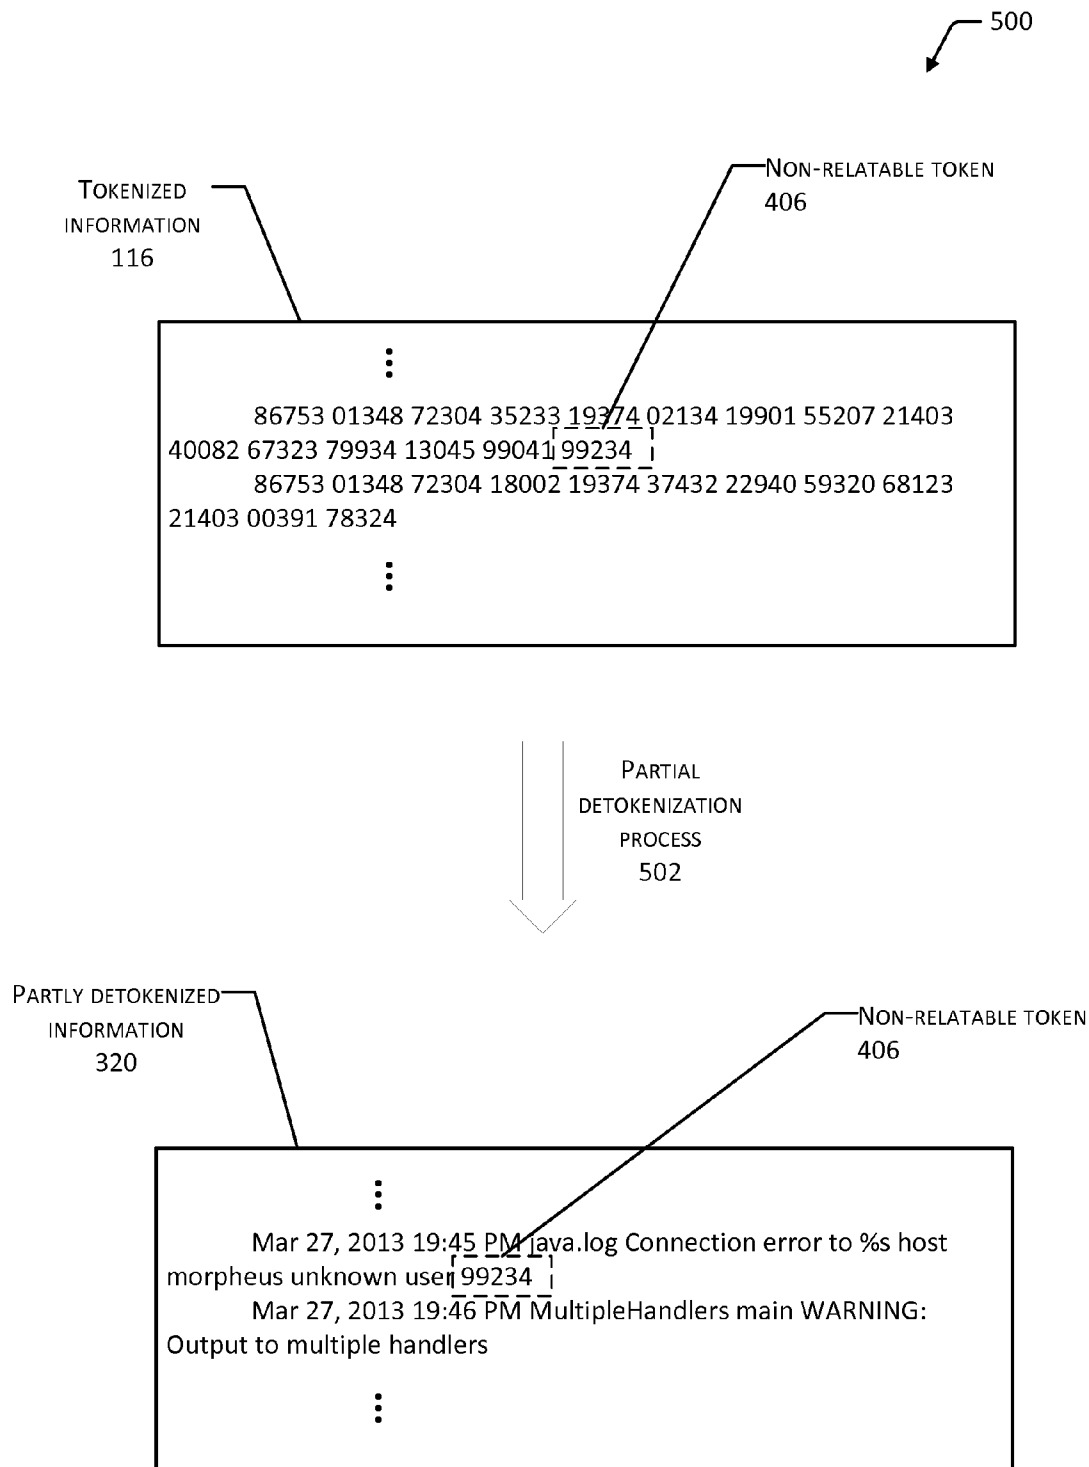 500
TOKENIZED
INFORMATION
116
NON-RELATABLE TOKEN
406
86753 01348 72304 35233 19374 02134 19901 55207 21403
40082 67323 79934 13045 99041 99234
86753 01348 72304 18002 19374 37432 22940 59320 68123
21403 00391 78324
PARTIAL
DETOKENIZATION
PROCESS
502
PARTLY DETOKENIZED
INFORMATION
320
NON-RELATABLE TOKEN
406
Mar 27, 2013 19:45 PM java.log Connection error to %s host
morpheus unknown user 99234
Mar 27, 2013 19:46 PM MultipleHandlers main WARNING:
Output to multiple handlers